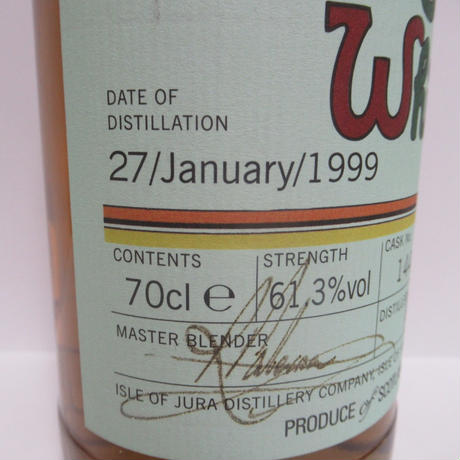 DATE OF
DISTILLATION
27/January/1999
CONTENTS
70cl ℮
STRENGTH
61.3%vol
CASK
MASTER BLENDER
ISLE OF JURA DISTILLERY COMPANY,
PRODUCE of